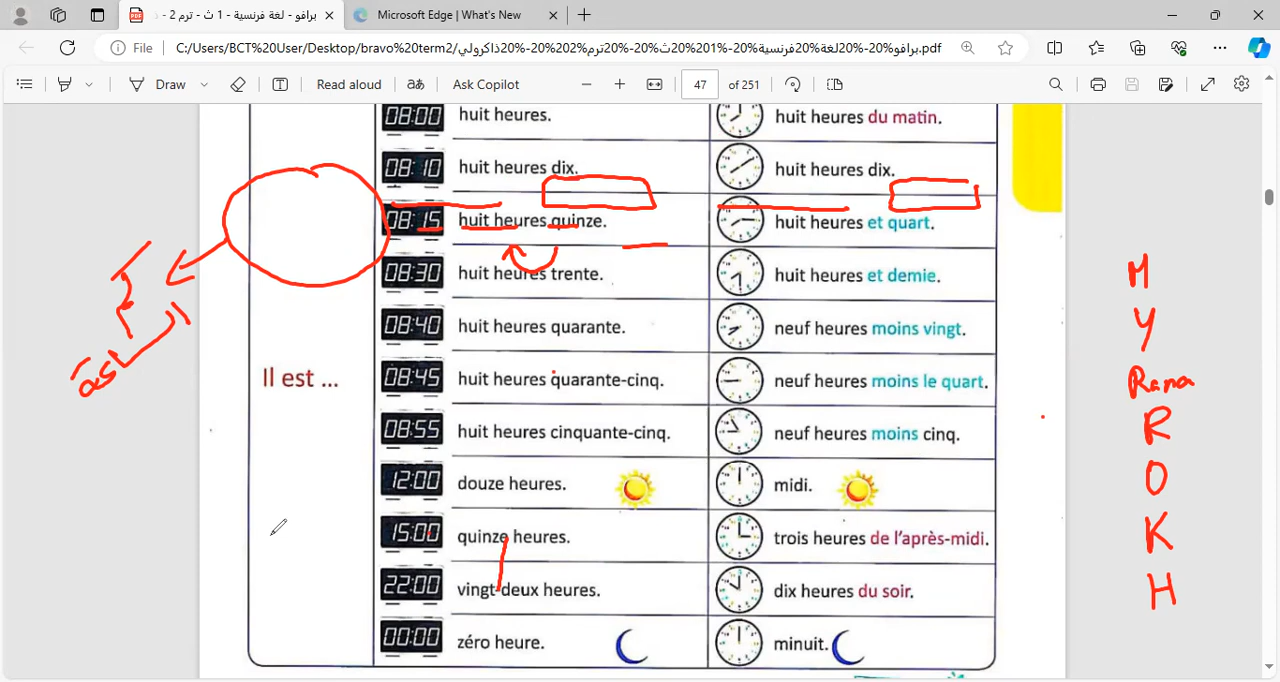 برافو - لغة فرنسية - 1 ث - ترم 2 -
Microsoft Edge | What's New
File
C:/Users/BCT%20User/Desktop/bravo%20term2/برافو%20-%20لغة%20فرنسية%20-%201%20ث%20-%20ترم%202%20-%20ذاكرولي.pdf
Draw
Read aloud
aあ
Ask Copilot
47
of 251
08:00 huit heures. huit heures du matin.
08:10 huit heures dix. huit heures dix.
08:15 huit heures quinze. huit heures et quart.
08:30 huit heures trente. huit heures et demie.
08:40 huit heures quarante. neuf heures moins vingt.
Il est ... 08:45 huit heures quarante-cinq. neuf heures moins le quart.
08:55 huit heures cinquante-cinq. neuf heures moins cinq.
12:00 douze heures. midi.
15:00 quinze heures. trois heures de l'après-midi.
22:00 vingt-deux heures. dix heures du soir.
00:00 zéro heure. minuit.
H
Y
Rana
R
O
K
H